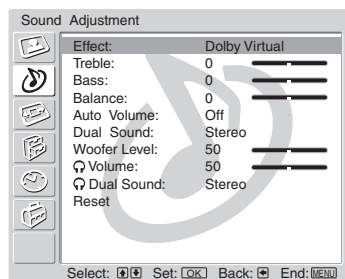 Sound Adjustment
Effect: Dolby Virtual
Treble: 0
Bass: 0
Balance: 0
Auto Volume: Off
Dual Sound: Stereo
Woofer Level: 50
Volume: 50
Dual Sound: Stereo
Reset
Select: Set: OK Back: End: MENU